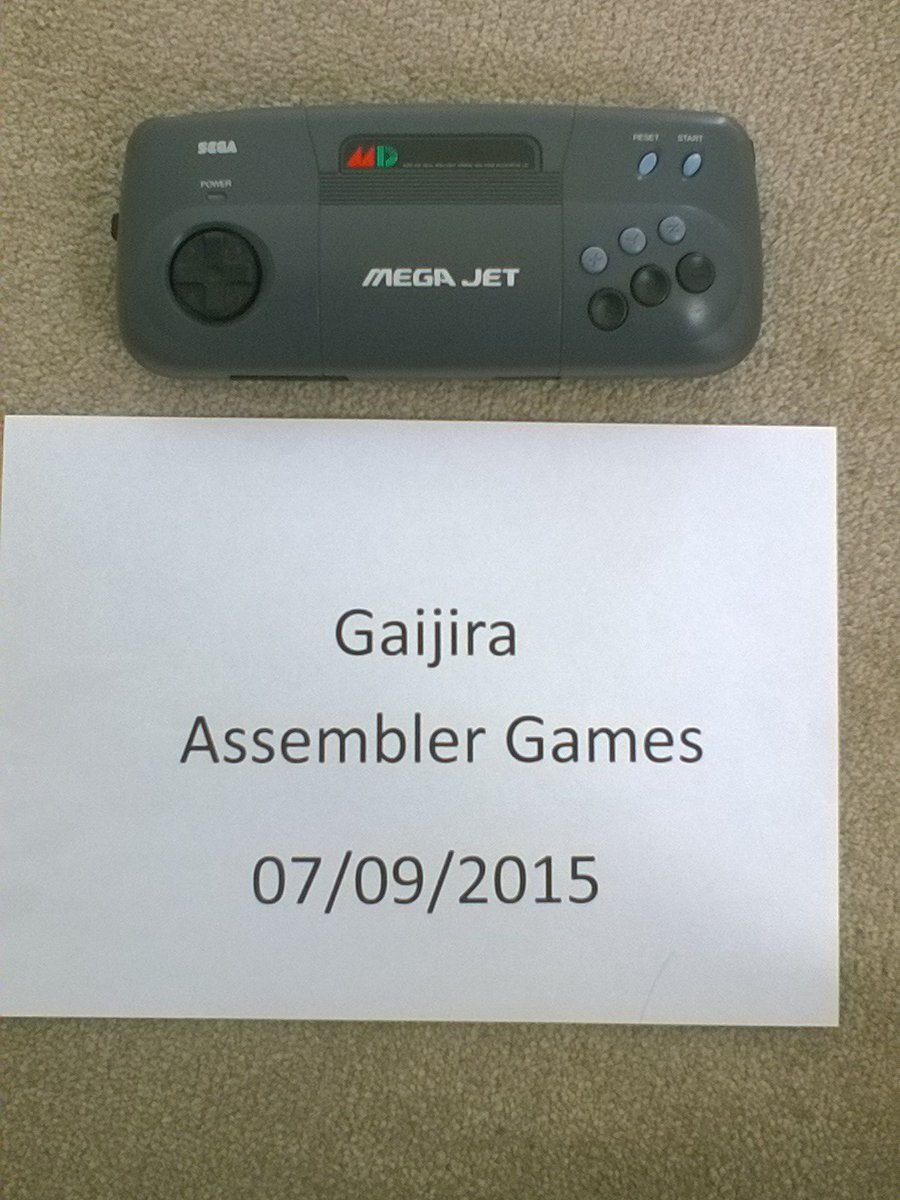 SEGA
POWER
MD
RESET START
MEGA JET
Gaijira
Assembler Games
07/09/2015